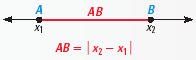 A AB B
x₁ x₂
AB = | x₂ − x₁ |